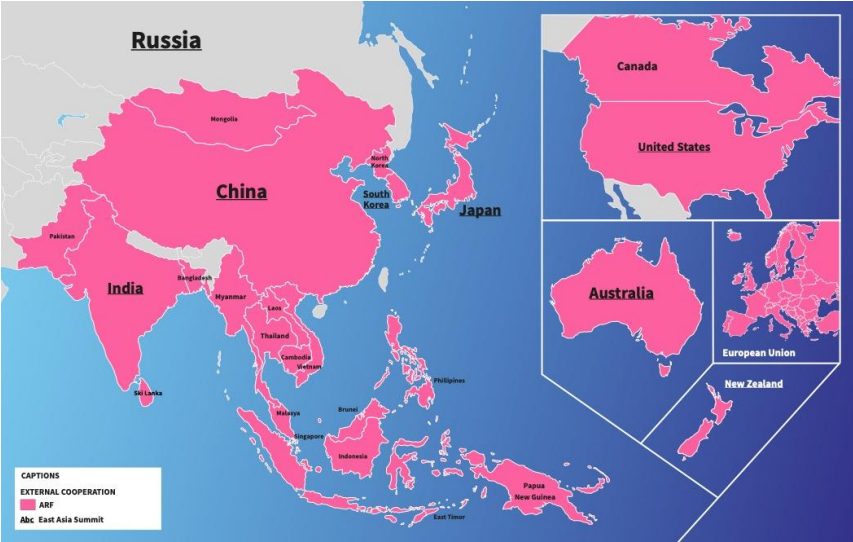 Russia
Canada
Mongolia
United States
North
Korea
China
South
Korea
Japan
Pakistan
India
Bangladesh
Myanmar
Laos
Thailand
Cambodia
Vietnam
Australia
European Union
Phillipines
New Zealand
Ski Lanka
Brunei
Malasya
Singapore
Indonesia
Papua
New Guinea
East Timor
CAPTIONS
EXTERNAL COOPERATION
ARF
Abc East Asia Summit